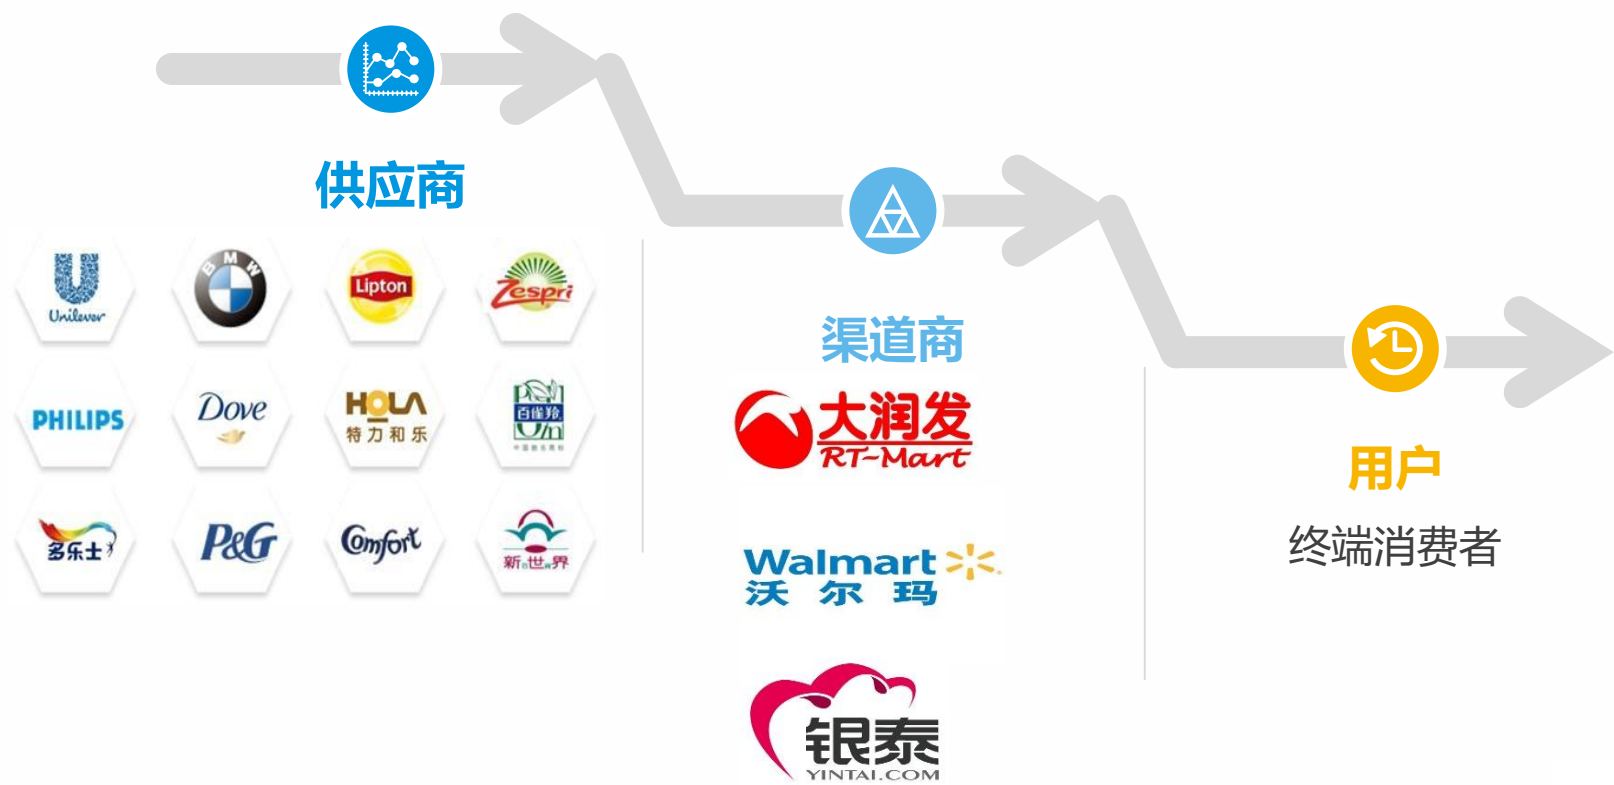 供应商
Unilever
BMW
Lipton
Zespri
PHILIPS
Dove
HOLA
特力和乐
百雀羚
多乐士
P&G
Comfort
新世界
渠道商
大润发
RT-Mart
Walmart
沃尔玛
银泰
YINTAI.COM
用户
终端消费者